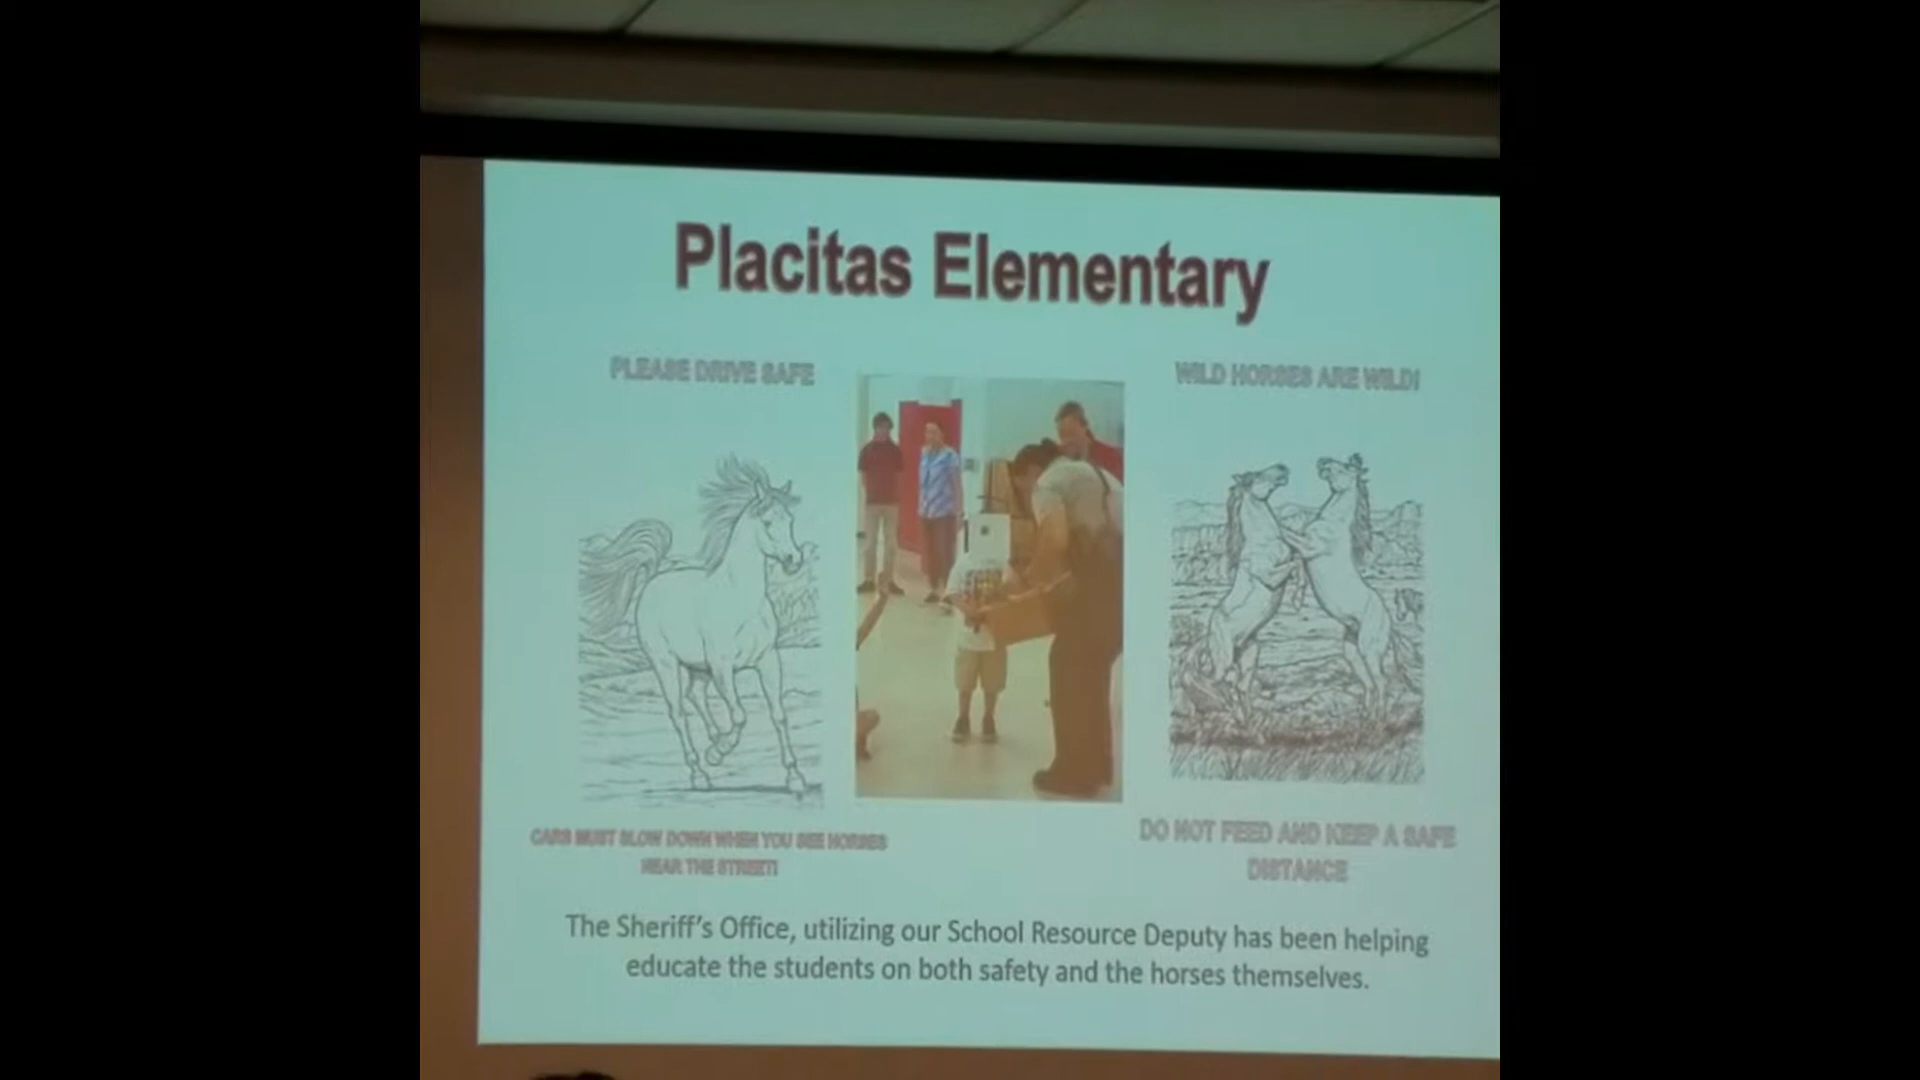 Placitas Elementary
PLEASE DRIVE SAFE
WILD HORSES ARE WILD!
CARS MUST SLOW DOWN WHEN YOU SEE HORSES
NEAR THE STREET!
DO NOT FEED AND KEEP A SAFE
DISTANCE
The Sheriff's Office, utilizing our School Resource Deputy has been helping
educate the students on both safety and the horses themselves.